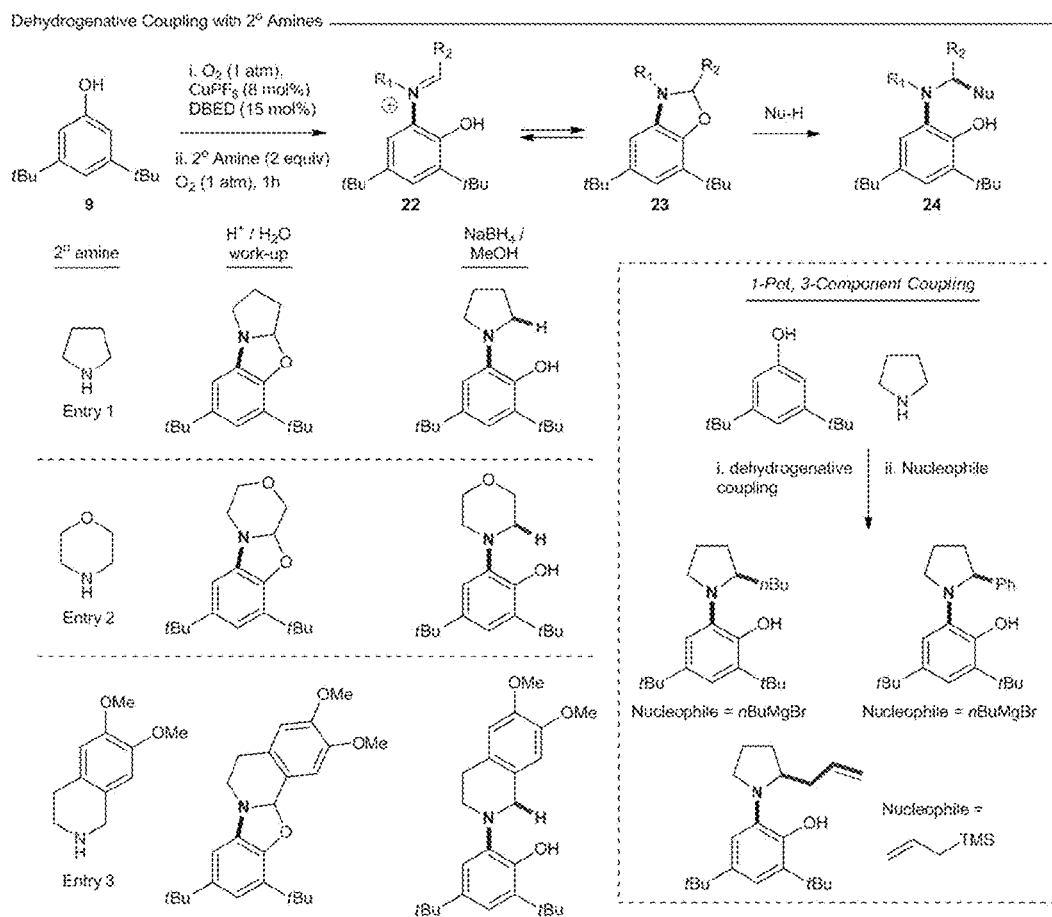 Dehydrogenative Coupling with 2º Amines
OH
tBu
tBu
9
i. O2 (1 atm),
CuPF6 (8 mol%)
DBED (15 mol%)
ii. 2º Amine (2 equiv)
O2 (1 atm), 1h
R1
R2
N
⊕
OH
tBu
tBu
22
R1
R2
N
O
tBu
tBu
23
Nu-H
R1
R2
N
Nu
OH
tBu
tBu
24
2º amine
H+ / H2O
work-up
NaBH4 /
MeOH
N
H
Entry 1
N
O
tBu
tBu
H
N
OH
tBu
tBu
O
N
H
Entry 2
O
N
O
tBu
tBu
O
N
H
OH
tBu
tBu
OMe
OMe
N
H
Entry 3
OMe
OMe
N
O
tBu
tBu
OMe
OMe
N
H
OH
tBu
tBu
1-Pot, 3-Component Coupling
OH
tBu
tBu
N
H
i. dehydrogenative
coupling
ii. Nucleophile
N
nBu
OH
tBu
tBu
Nucleophile = nBuMgBr
N
Ph
OH
tBu
tBu
Nucleophile = nBuMgBr
N
OH
tBu
tBu
Nucleophile =
TMS